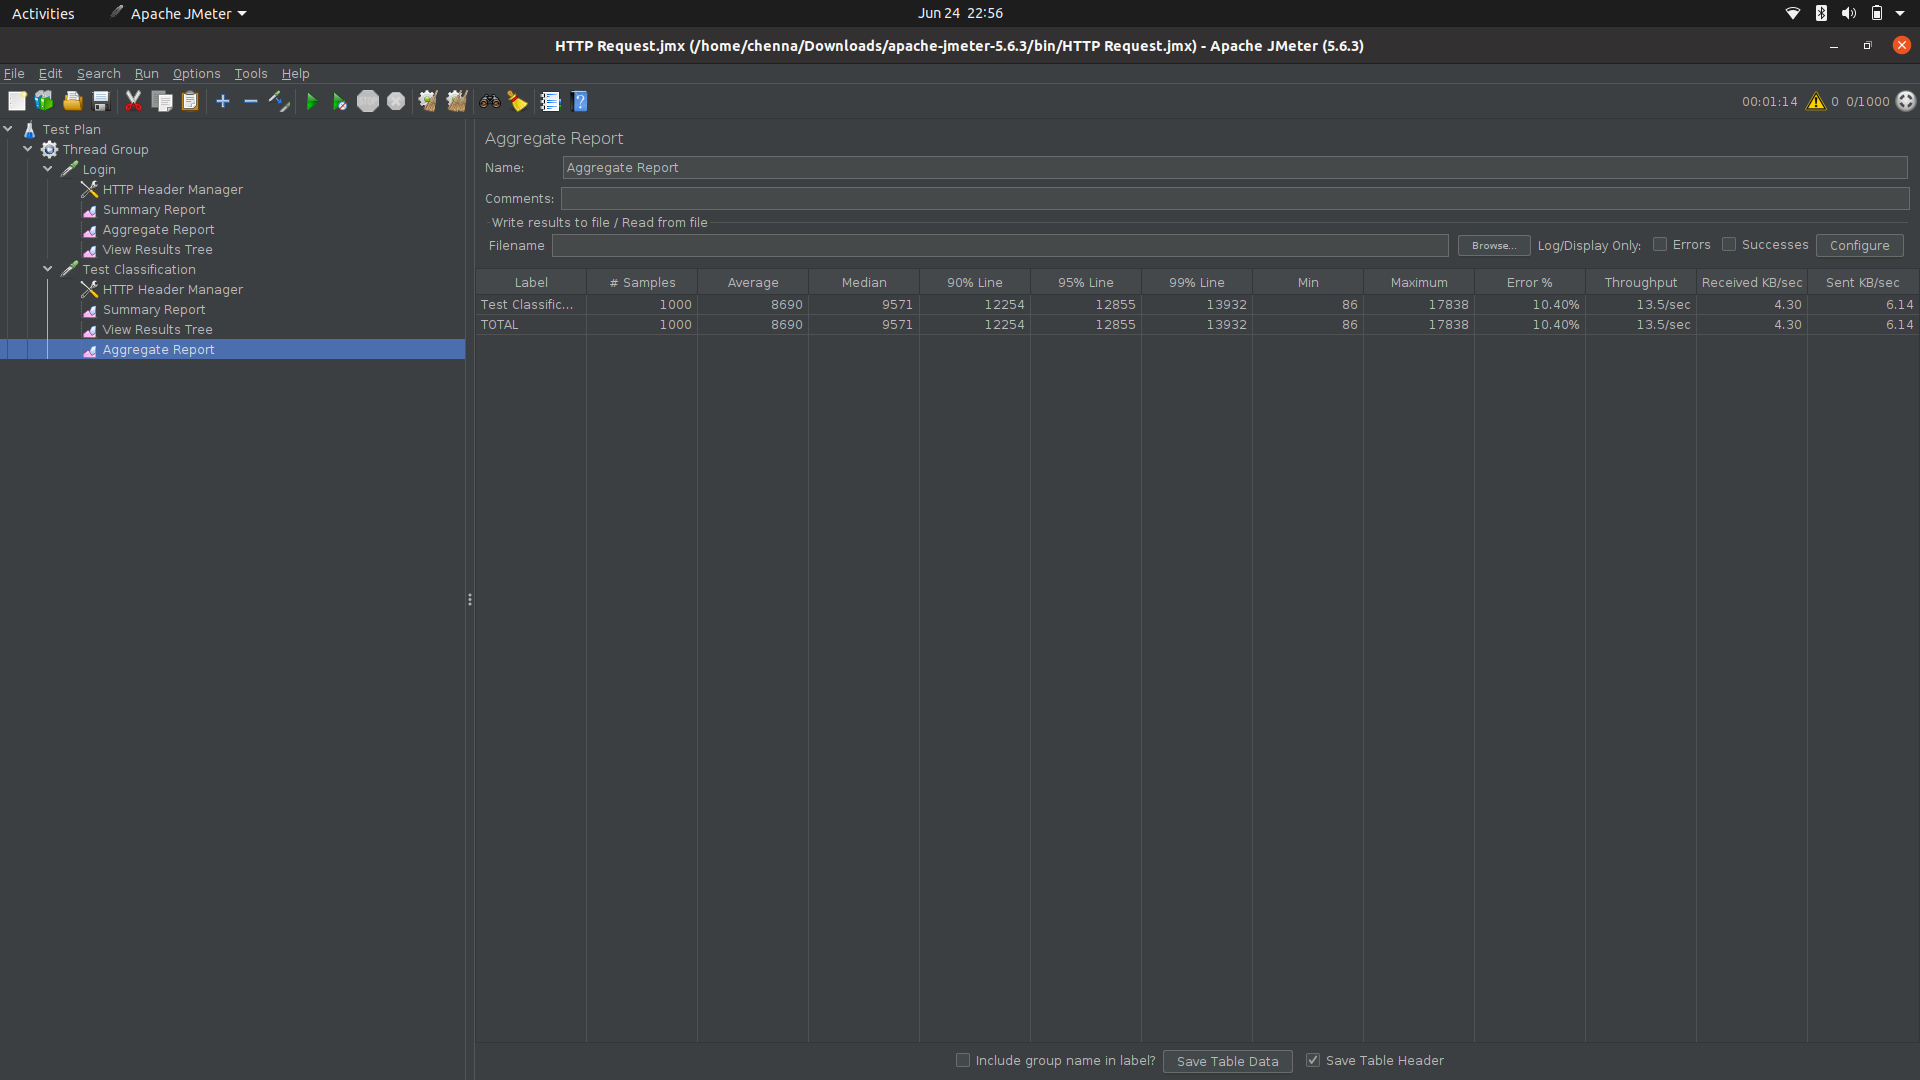 Activities Apache JMeter Jun 24 22:56
HTTP Request.jmx (/home/chenna/Downloads/apache-jmeter-5.6.3/bin/HTTP Request.jmx) - Apache JMeter (5.6.3)
File Edit Search Run Options Tools Help
00:01:14 0 0/1000
Test Plan
Thread Group
Login
HTTP Header Manager
Summary Report
Aggregate Report
View Results Tree
Test Classification
HTTP Header Manager
Summary Report
View Results Tree
Aggregate Report
Aggregate Report
Name: Aggregate Report
Comments:
Write results to file / Read from file
Filename Browse... Log/Display Only: Errors Successes Configure
Label # Samples Average Median 90% Line 95% Line 99% Line Min Maximum Error % Throughput Received KB/sec Sent KB/sec
Test Classific... 1000 8690 9571 12254 12855 13932 86 17838 10.40% 13.5/sec 4.30 6.14
TOTAL 1000 8690 9571 12254 12855 13932 86 17838 10.40% 13.5/sec 4.30 6.14
Include group name in label? Save Table Data Save Table Header